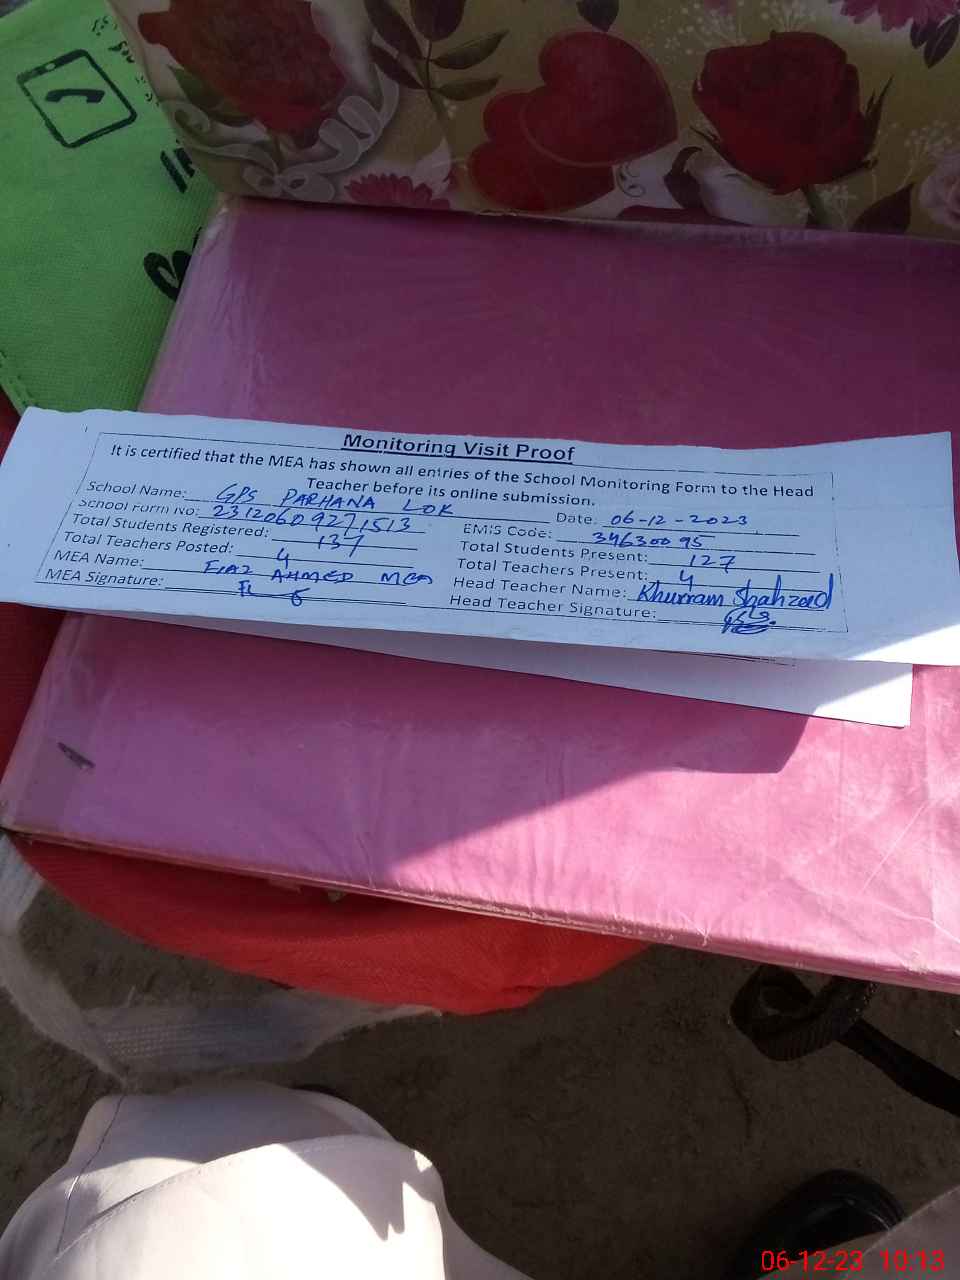 Monitoring Visit Proof
It is certified that the MEA has shown all entries of the School Monitoring Form to the Head
Teacher before its online submission.
School Name: GPS PARHANA LOK Date: 06-12-2023
School Form No: 23120609271513 EMIS Code: 34630095
Total Students Registered: 137 Total Students Present: 127
Total Teachers Posted: 4 Total Teachers Present: 4
MEA Name: FIAZ AHMED MEA Head Teacher Name: Khurram Shahzad
MEA Signature: Head Teacher Signature:
06-12-23 10:13